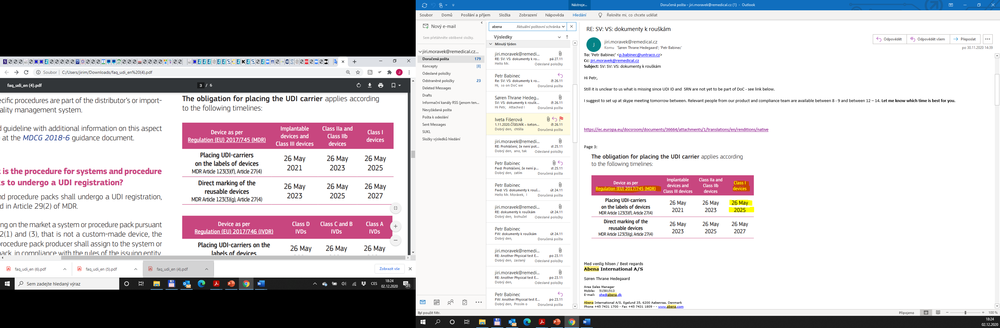 Soubor
C:/Users/jirim/Downloads/faq_udi_en%20(4).pdf
faq_udi_en (4).pdf
3 / 6
ecific procedures are part of the distributor's or import-
ality management system.
d guideline with additional information on this aspect
at the MDCG 2018-6 guidance document.
t is the procedure for systems and procedure
ks to undergo a UDI registration?
nd procedure packs shall undergo a UDI registration,
d in Article 29(2) of MDR.
ng on the market a system or procedure pack pursuant
2(1) and (3), that is not a custom-made device, the
rocedure pack producer shall assign to the system or
pack, in compliance with the rules of the issuing entity,
The obligation for placing the UDI carrier applies according
to the following timelines:
Device as per
Regulation (EU) 2017/745 (MDR)
Implantable
devices and
Class III devices
Class IIa and
Class IIb
devices
Class I
devices
Placing UDI-carriers
on the labels of devices
MDR Article 123(3)(f), Article 27(4)
26 May
2021
26 May
2023
26 May
2025
Direct marking of the
reusable devices
MDR Article 123(3)(g), Article 27(4)
26 May
2023
26 May
2025
26 May
2027
Device as per
Regulation (EU) 2017/746 (IVDR)
Class D
IVDs
Class C and B
IVDs
Class A
IVDs
Placing UDI-carriers on the
labels of devices
26 May
26 May
26 May
faq_udi_en (6).pdf
faq_udi_en (5).pdf
faq_udi_en (4).pdf
Zobrazit vše
Sem zadejte hledaný výraz
CES
18:24
02.12.2020
21
Nástroje...
Doručená pošta – jiri.moravek@remedical.cz (1) - Outlook
Soubor
Domů
Posílání a příjem
Složka
Zobrazení
Nápověda
Hledání
Řekněte mi, co chcete udělat
Nový e-mail
Sem přetáhněte oblíbené složky.
jiri.moravek@remedical.cz...
Doručená pošta 179
Koncepty [8]
Odeslané položky
Odstraněné položky 23
Deleted Messages
Drafts
Informační kanály RSS (jenom ten...
Nevyžádaná pošta
Pošta k odeslání
Sent Messages
SUKL
Složky výsledků hledání
abena
Aktuální poštovní schránka
Výsledky
Minulý týden
jiri.moravek@remedi...
RE: SV: VS: dokumenty k ro... pá 27.11
Hello Mr. Odeslané položky
Petr Babinec
Re: SV: VS: dokumenty k ro... čt 26.11
Hi, so on DoC we Doručená pošta
Søren Thrane Hedeg...
SV: VS: dokumenty k roušk... čt 26.11
Hi Petr, Attached I Doručená pošta
Iveta Fišerová
1.11.2020.ČÍSELNÍK – keton... čt 26.11
Dobrý den, chtěla Doručená pošta
jiri.moravek@remedi...
RE: Prohlášení, že není pot... st 25.11
Dobrý den, ano, tak Odeslané položky
Petr Babinec
Fwd: Prohlášení, že není p... st 25.11
Dobrý den, zatím Doručená pošta
Petr Babinec
Fwd: VS: dokumenty k rouš... út 24.11
Hello Mr. Morávek, I Doručená pošta
jiri.moravek@remedi...
RE: dokumenty k rouškám út 24.11
Dobrý den, bohužel Odeslané položky
Petr Babinec
FW: dokumenty k rouškám út 24.11
Dobrý den, Doručená pošta
jiri.moravek@remedi...
RE: Another Physical test E... po 23.11
Dobrý den, zaslaný Odeslané položky
jiri.moravek@remedi...
RE: Another Physical test E... po 23.11
Dobrý den, Odeslané položky
Petr Babinec
FW: Another Physical test E... po 23.11
Dobrý den, Prosím o Doručená pošta
RE: SV: VS: dokumenty k rouškám
J
jiri.moravek@remedical.cz
Komu 'Søren Thrane Hedegaard'; 'Petr Babinec'
Odpovědět
Odpovědět všem
Přeposlat
po 30.11.2020 14:39
To: 'Petr Babinec' <p.babinec@untraco.cz>
Cc: jiri.moravek@remedical.cz
Subject: SV: SV: VS: dokumenty k rouškám
Hi Petr,
Still it is unclear to us what is missing since UDI ID and SRN are not yet to be part of DoC - see link below.
I suggest to set up at skype meeting tomorrow between. Relevant people from our product and compliance team are available between 8 - 9 and between 12 – 14. Let me know which time is best for you.
https://ec.europa.eu/docsroom/documents/36664/attachments/1/translations/en/renditions/native
Page 3:
The obligation for placing the UDI carrier applies according
to the following timelines:
Device as per
Regulation (EU) 2017/745 (MDR)
Implantable
devices and
Class III devices
Class IIa and
Class IIb
devices
Class I
devices
Placing UDI-carriers
on the labels of devices
MDR Article 123(3)(f), Article 27(4)
26 May
2021
26 May
2023
26 May
2025
Direct marking of the
reusable devices
MDR Article 123(3)(g), Article 27(4)
26 May
2023
26 May
2025
26 May
2027
Med venlig hilsen / Best regards
Abena International A/S
Søren Thrane Hedegaard
Area Sales Manager
Mobile: 51581513
E-mail: she@abena.dk
Abena International A/S, Egelund 35, 6200 Aabenraa, Denmark
Phone +45 7431 1700 - Fax +45 7431 1809 - - www.abena.com
Byl použit filtr.
Připojeno
100 %
18:24
02.12.2020